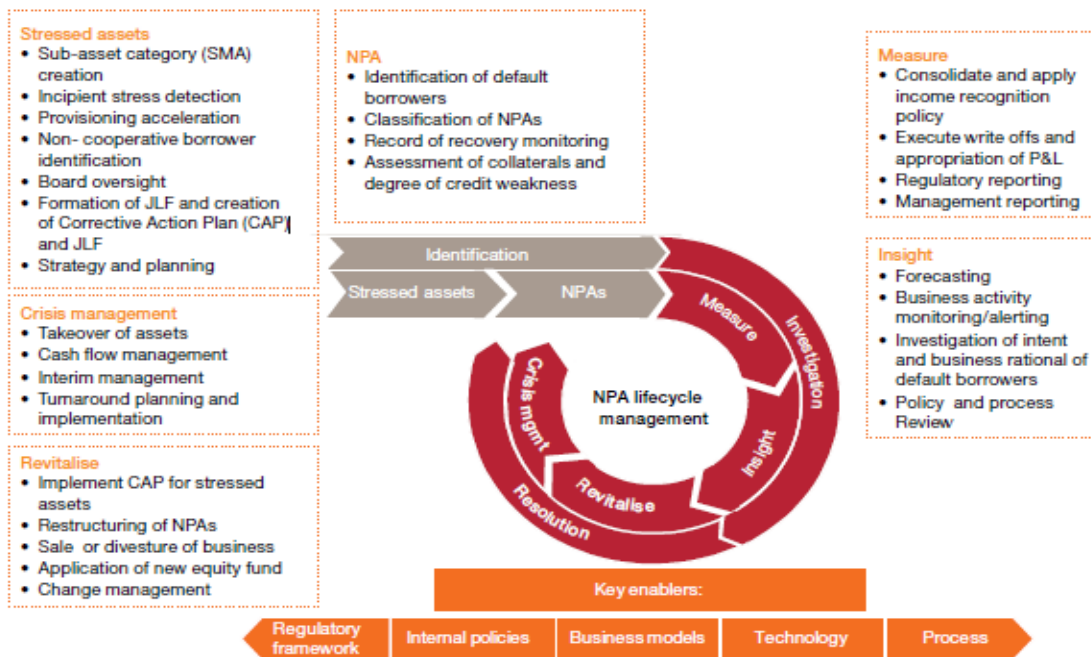 Stressed assets
• Sub-asset category (SMA)
creation
• Incipient stress detection
• Provisioning acceleration
• Non- cooperative borrower
identification
• Board oversight
• Formation of JLF and creation
of Corrective Action Plan (CAP)
and JLF
• Strategy and planning
NPA
• Identification of default
borrowers
• Classification of NPAs
• Record of recovery monitoring
• Assessment of collaterals and
degree of credit weakness
Measure
• Consolidate and apply
income recognition
policy
• Execute write offs and
appropriation of P&L
• Regulatory reporting
• Management reporting
Identification
Stressed assets
NPAs
Insight
• Forecasting
• Business activity
monitoring/alerting
• Investigation of intent
and business rational of
default borrowers
• Policy and process
Review
Crisis management
• Takeover of assets
• Cash flow management
• Interim management
• Turnaround planning and
implementation
Measure
Investigation
Insight
Revitalise
Resolution
Crisis mgmt
NPA lifecycle
management
Revitalise
• Implement CAP for stressed
assets
• Restructuring of NPAs
• Sale or divesture of business
• Application of new equity fund
• Change management
Key enablers:
Regulatory
framework
Internal policies
Business models
Technology
Process